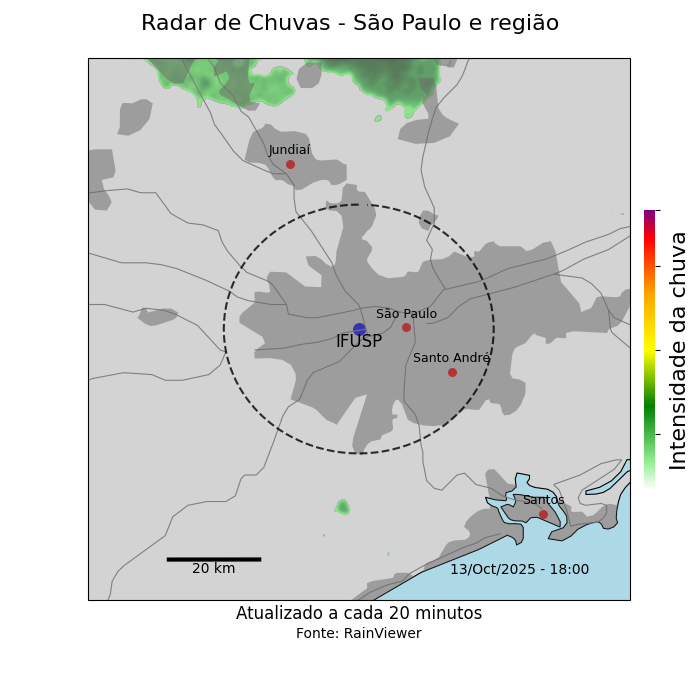 Radar de Chuvas - São Paulo e região
Jundiaí
São Paulo
IFUSP
Santo André
Santos
20 km
13/Oct/2025 - 18:00
Intensidade da chuva
Atualizado a cada 20 minutos
Fonte: RainViewer